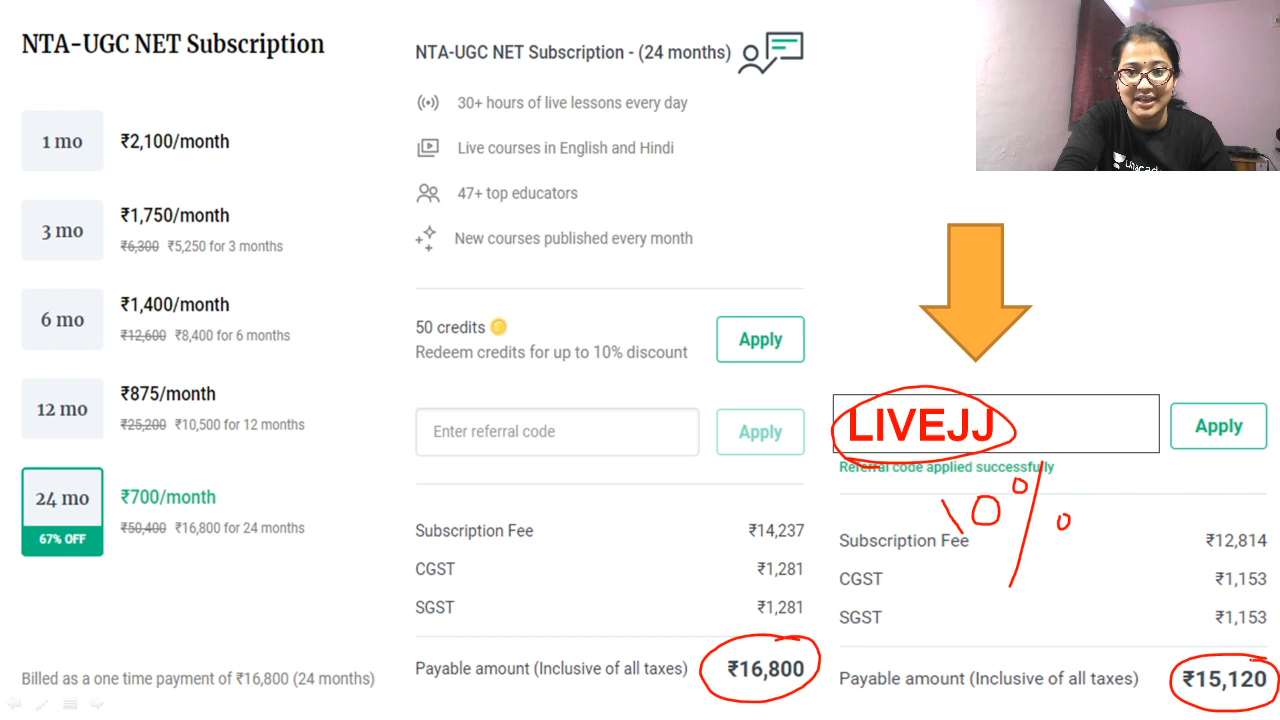 NTA-UGC NET Subscription
1 mo
₹2,100/month
3 mo
₹1,750/month
₹6,300 ₹5,250 for 3 months
6 mo
₹1,400/month
₹12,600 ₹8,400 for 6 months
12 mo
₹875/month
₹25,200 ₹10,500 for 12 months
24 mo
67% OFF
₹700/month
₹50,400 ₹16,800 for 24 months
Billed as a one time payment of ₹16,800 (24 months)
NTA-UGC NET Subscription - (24 months)
30+ hours of live lessons every day
Live courses in English and Hindi
47+ top educators
New courses published every month
50 credits
Redeem credits for up to 10% discount
Apply
Enter referral code
Apply
Subscription Fee ₹14,237
CGST ₹1,281
SGST ₹1,281
Payable amount (Inclusive of all taxes) ₹16,800
LIVEJJ
Apply
Referral code applied successfully
10%
Subscription Fee ₹12,814
CGST ₹1,153
SGST ₹1,153
Payable amount (Inclusive of all taxes) ₹15,120